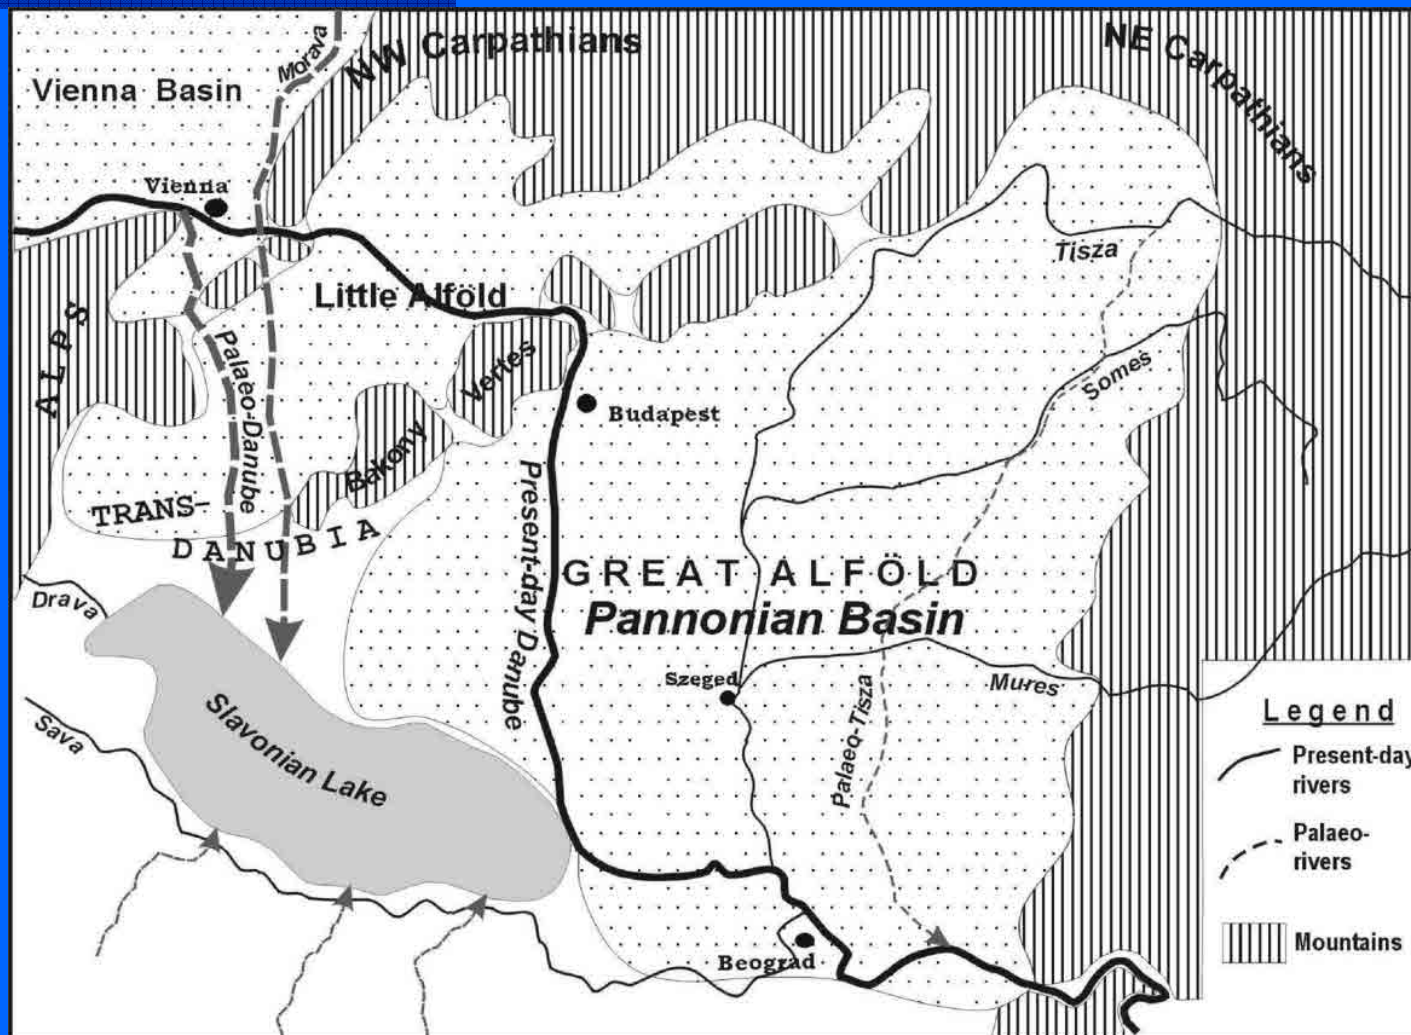 NW Carpathians
NE Carpathians
Morava
Vienna Basin
Vienna
Tisza
Little Alföld
ALPS
Palaeo-Danube
Vertes
Somes
Budapest
Bakony
TRANS-
DANUBIA
Present-day Danube
GREAT ALFÖLD
Pannonian Basin
Drava
Szeged
Mures
Sava
Slavonian Lake
Palaeo-Tisza
Beograd
Legend
Present-day
rivers
Palaeo-
rivers
Mountains